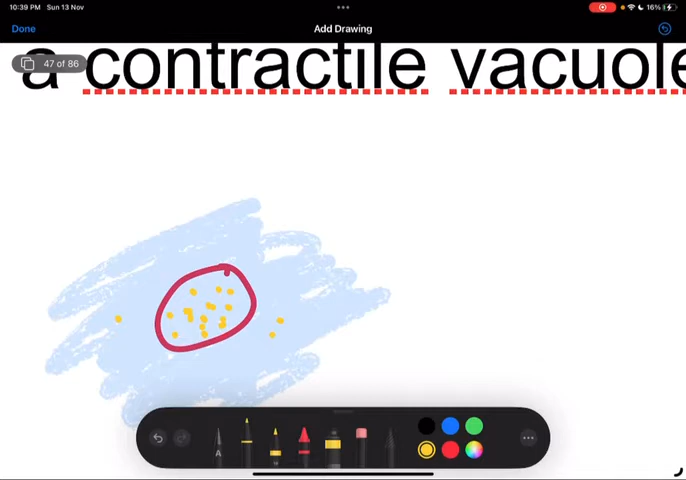 10:39 PM Sun 13 Nov
16%
Done
Add Drawing
a contractile vacuole
47 of 86
A